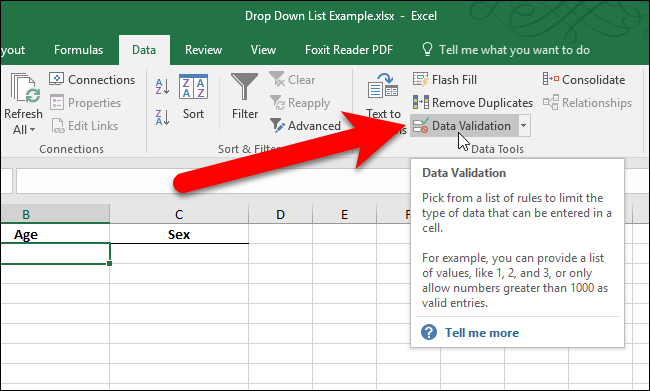 Drop Down List Example.xlsx - Excel
yout Formulas Data Review View Foxit Reader PDF Tell me what you want to do
Connections
Properties
Edit Links
Refresh
All
Connections
Sort
Filter
Clear
Reapply
Advanced
Sort & Filte
Text to
Flash Fill
Remove Duplicates
Data Validation
Consolidate
Relationships
Data Tools
B C D E F
Age Sex
Data Validation
Pick from a list of rules to limit the
type of data that can be entered in a
cell.
For example, you can provide a list
of values, like 1, 2, and 3, or only
allow numbers greater than 1000 as
valid entries.
Tell me more